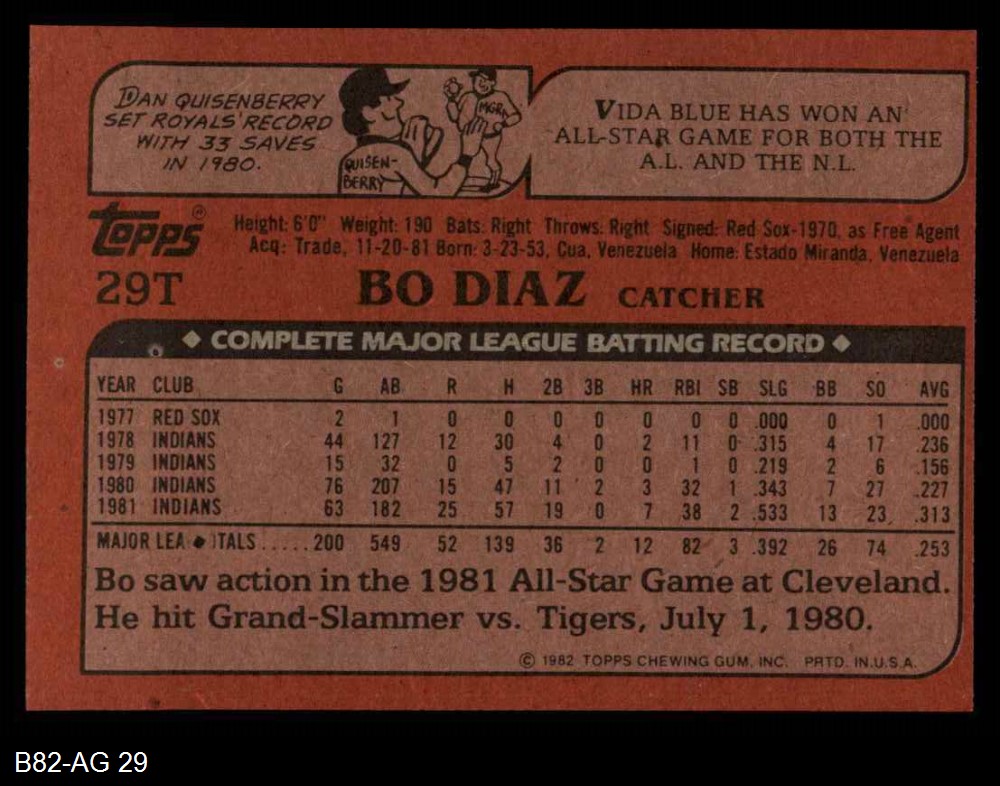 DAN QUISENBERRY
SET ROYALS' RECORD
WITH 33 SAVES
IN 1980.
QUISEN-
BERRY
MGR.
VIDA BLUE HAS WON AN
ALL-STAR GAME FOR BOTH THE
A.L. AND THE N.L.
TOPPS®
Height: 6'0" Weight: 190 Bats: Right Throws: Right Signed: Red Sox-1970, as Free Agent
Acq: Trade, 11-20-81 Born: 3-23-53, Cua, Venezuela Home: Estado Miranda, Venezuela
29T BO DIAZ CATCHER
◆ COMPLETE MAJOR LEAGUE BATTING RECORD ◆
YEAR CLUB G AB R H 2B 3B HR RBI SB SLG BB SO AVG
1977 RED SOX 2 1 0 0 0 0 0 0 0 .000 0 1 .000
1978 INDIANS 44 127 12 30 4 0 2 11 0 .315 4 17 .236
1979 INDIANS 15 32 0 5 2 0 0 1 0 .219 2 6 .156
1980 INDIANS 76 207 15 47 11 2 3 32 1 .343 7 27 .227
1981 INDIANS 63 182 25 57 19 0 7 38 2 .533 13 23 .313
MAJOR LEA ITALS.....200 549 52 139 36 2 12 82 3 .392 26 74 .253
Bo saw action in the 1981 All-Star Game at Cleveland.
He hit Grand-Slammer vs. Tigers, July 1, 1980.
© 1982 TOPPS CHEWING GUM, INC. PRTD. IN U.S.A.
B82-AG 29